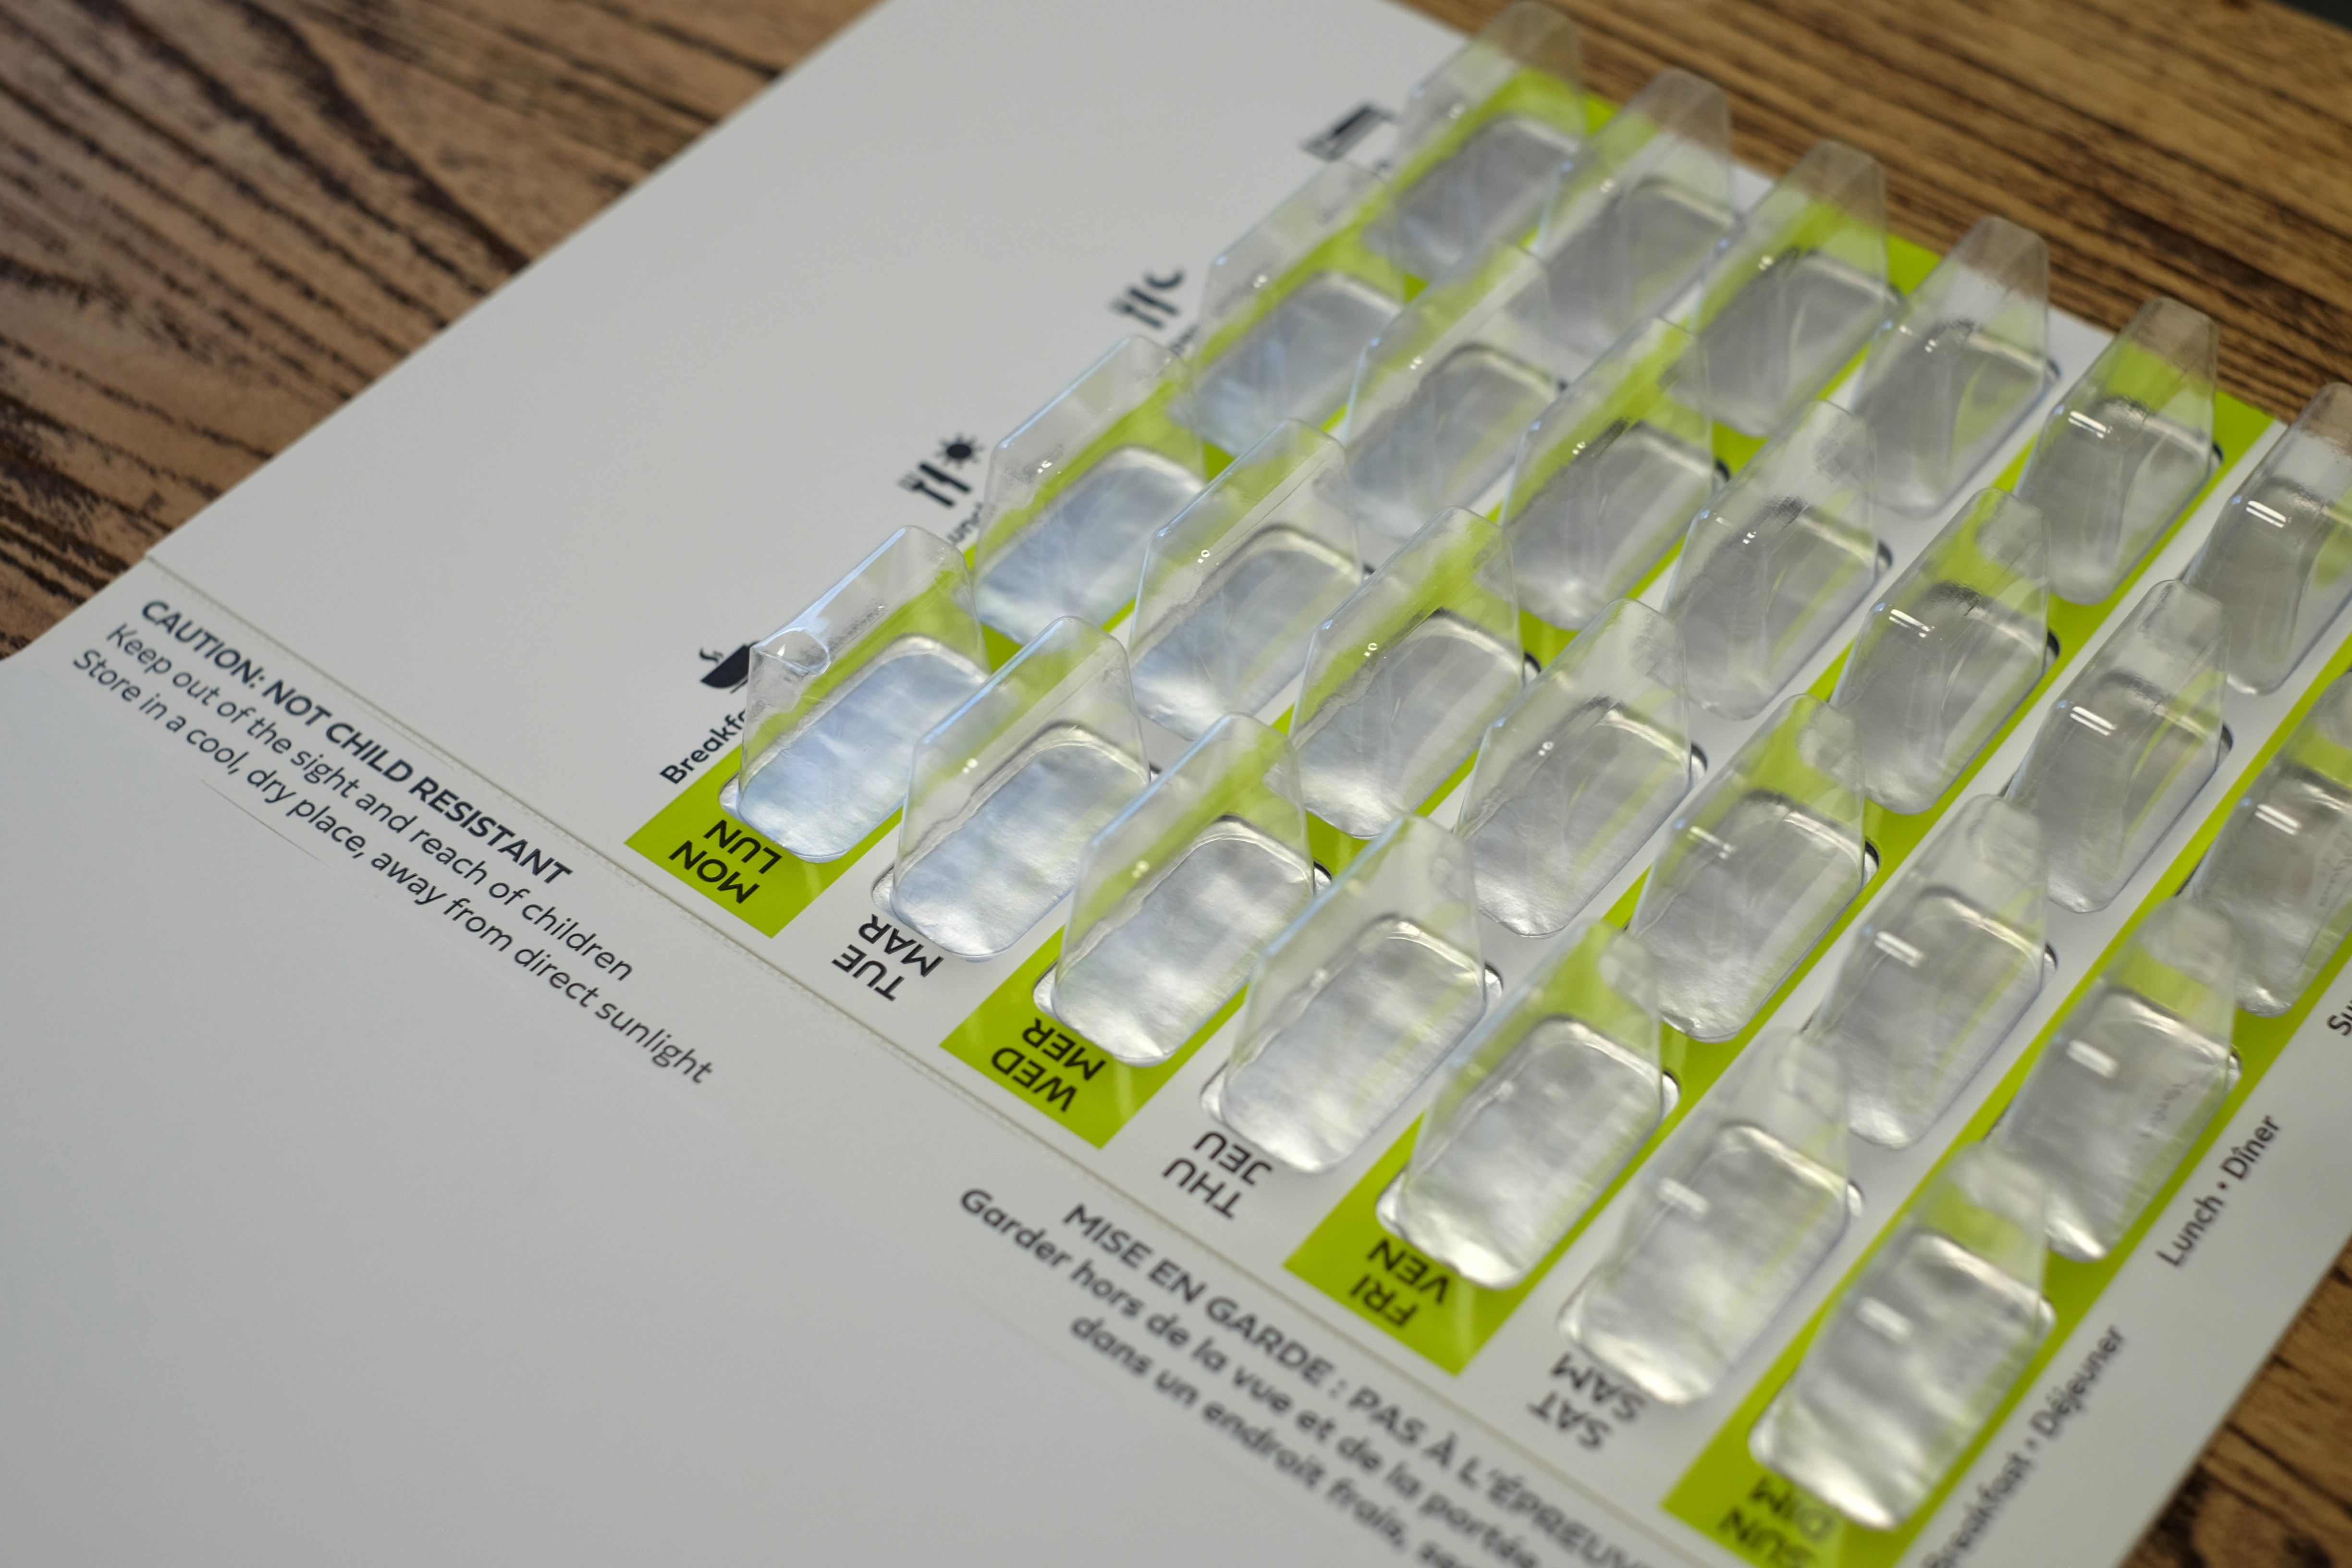 CAUTION: NOT CHILD RESISTANT
Keep out of the sight and reach of children
Store in a cool, dry place, away from direct sunlight
MISE EN GARDE : PAS À L'ÉPREUVE
Garder hors de la vue et de la portée
dans un endroit frais,
MON
LUN
TUE
MAR
WED
MER
THU
JEU
FRI
VEN
SAT
SAM
SUN
DIM
Lunch • Dîner
Breakfast • Déjeuner